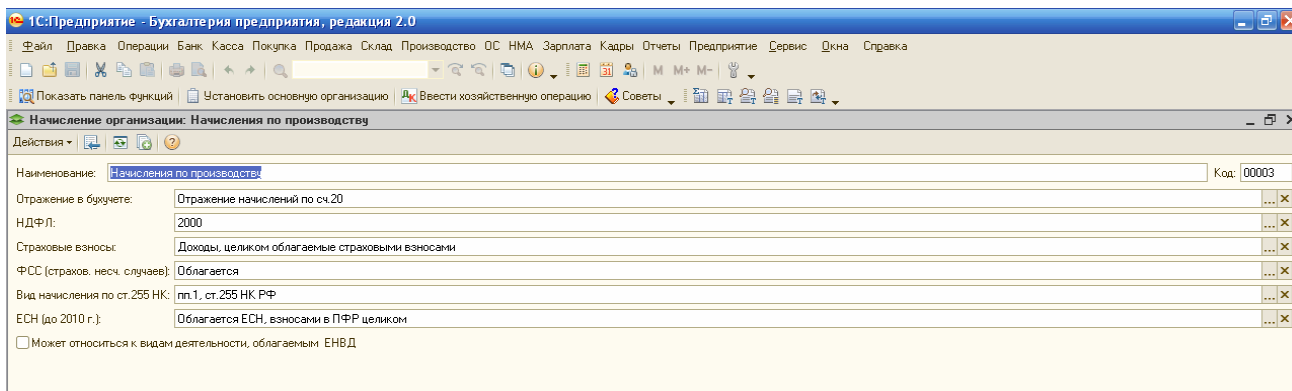 1С:Предприятие - Бухгалтерия предприятия, редакция 2.0
Файл Правка Операции Банк Касса Покупка Продажа Склад Производство ОС НМА Зарплата Кадры Отчеты Предприятие Сервис Окна Справка
M M+ M-
Показать панель функций Установить основную организацию Ввести хозяйственную операцию Советы
Начисление организации: Начисления по производству
Действия
Наименование: Начисления по производству Код: 00003
Отражение в бухучете: Отражение начислений по сч.20
НДФЛ: 2000
Страховые взносы: Доходы, целиком облагаемые страховыми взносами
ФСС (страхов. несч. случаев): Облагается
Вид начисления по ст.255 НК: пп.1, ст.255 НК РФ
ЕСН (до 2010 г.): Облагается ЕСН, взносами в ПФР целиком
Может относиться к видам деятельности, облагаемым ЕНВД